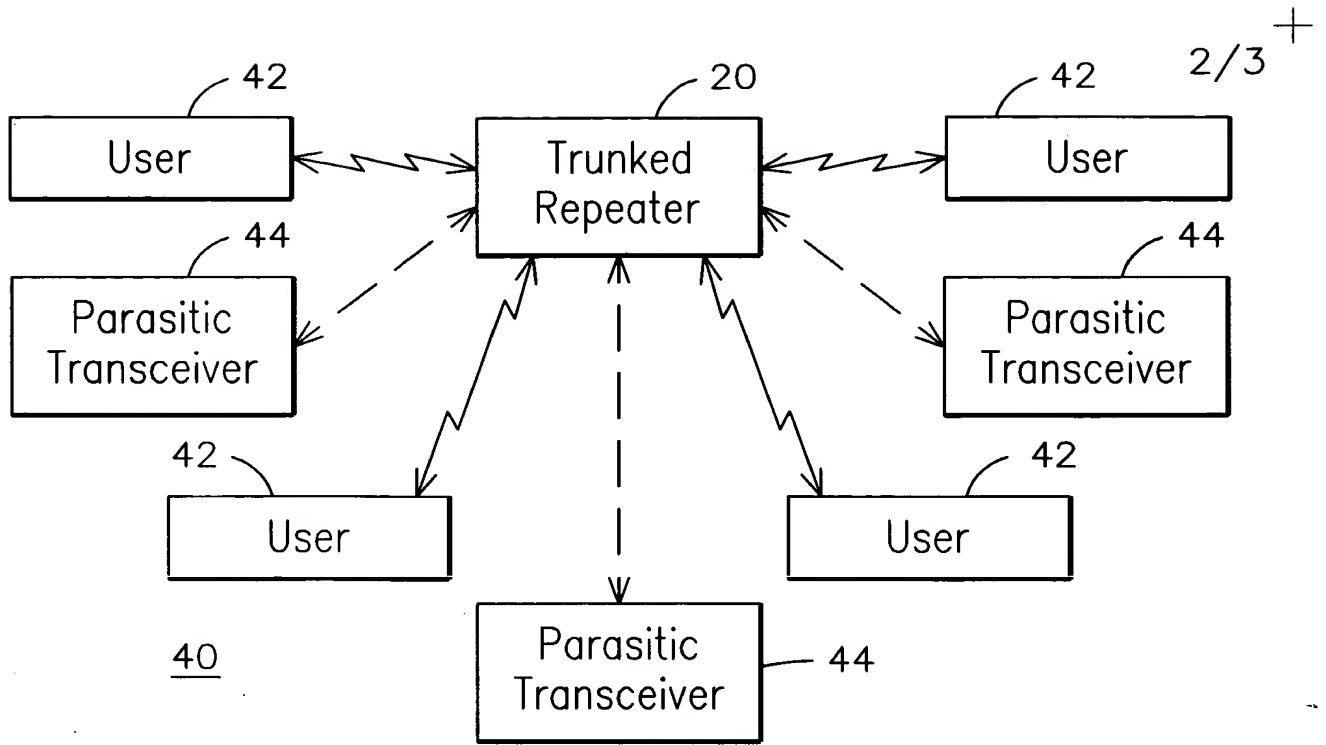 2/3
42
20
42
User
Trunked
Repeater
User
44
44
Parasitic
Transceiver
Parasitic
Transceiver
42
42
User
User
Parasitic
Transceiver
44
40